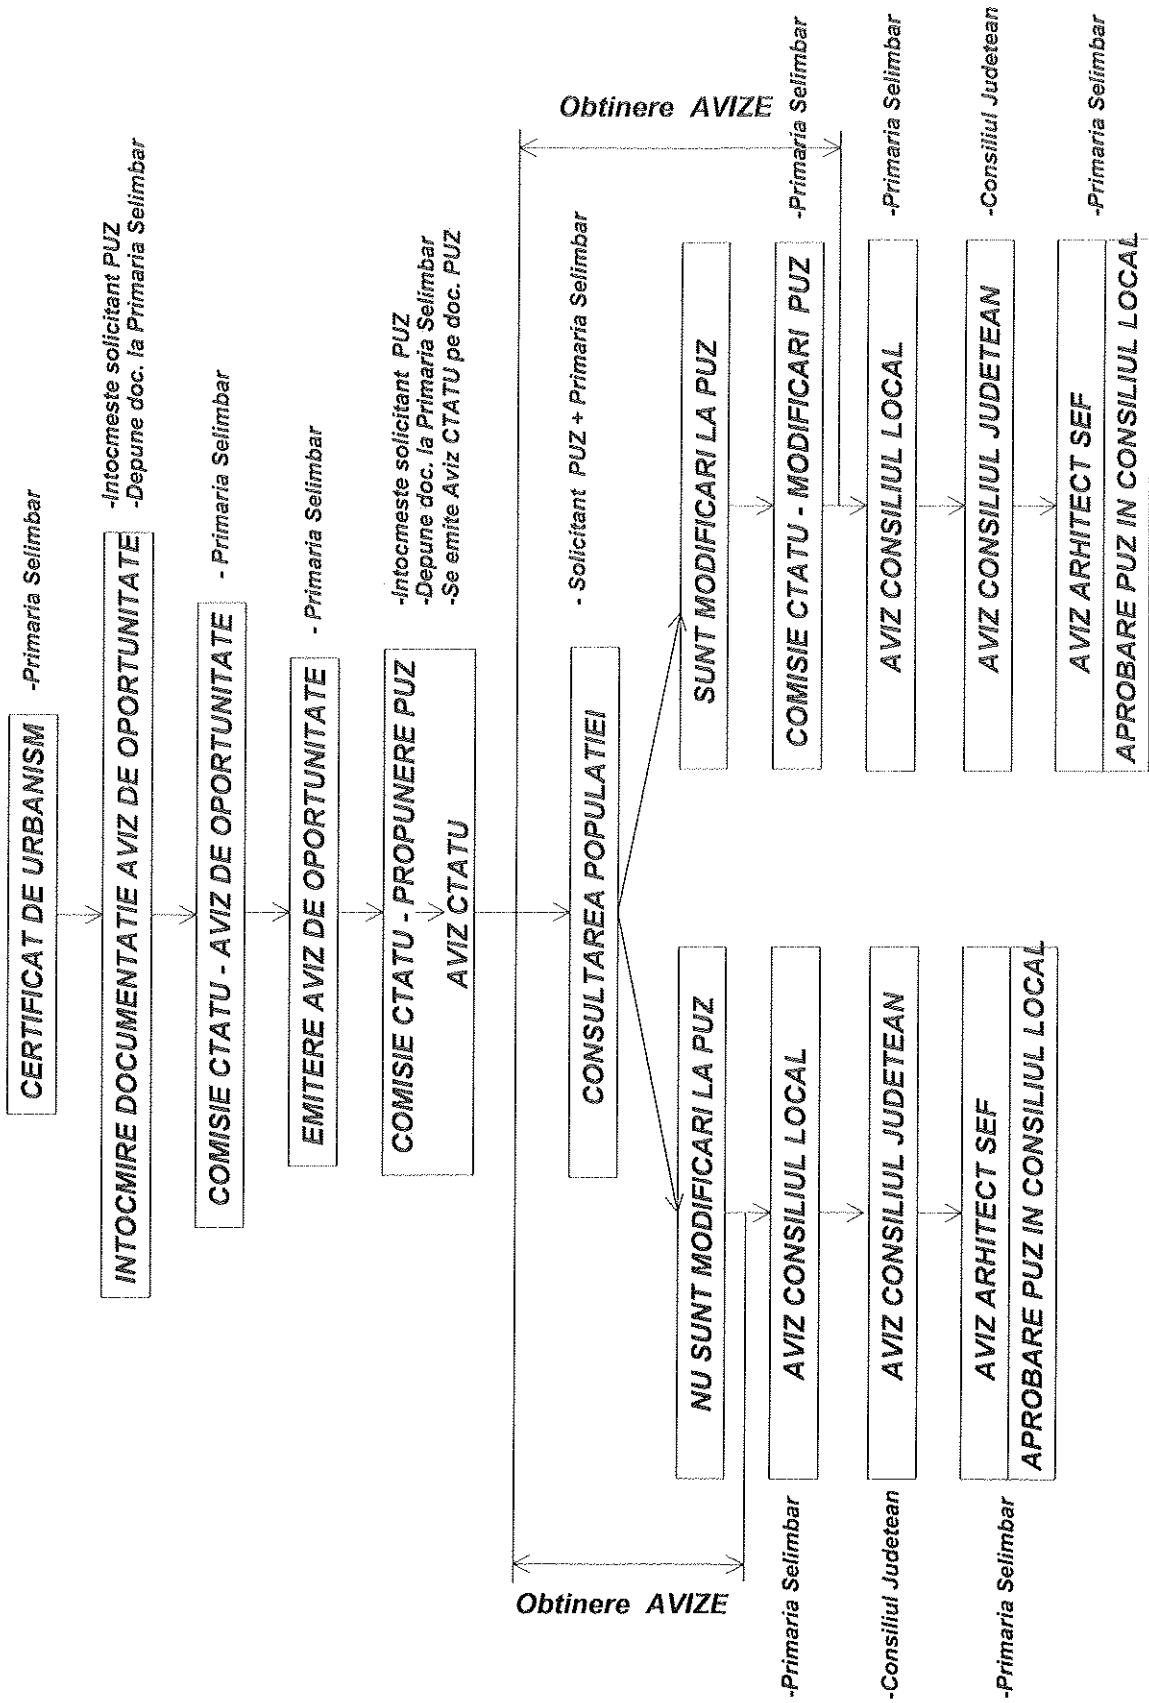 CERTIFICAT DE URBANISM
-Primaria Selimbar
INTOCMIRE DOCUMENTATIE AVIZ DE OPORTUNITATE
-Intocmeste solicitant PUZ
-Depune doc. la Primaria Selimbar
COMISIE CTATU - AVIZ DE OPORTUNITATE
- Primaria Selimbar
EMITERE AVIZ DE OPORTUNITATE
- Primaria Selimbar
COMISIE CTATU - PROPUNERE PUZ
AVIZ CTATU
-Intocmeste solicitant PUZ
-Depune doc. la Primaria Selimbar
-Se emite Aviz CTATU pe doc. PUZ
CONSULTAREA POPULATIEI
- Solicitant PUZ + Primaria Selimbar
Obtinere AVIZE
NU SUNT MODIFICARI LA PUZ
-Primaria Selimbar
AVIZ CONSILIUL LOCAL
-Consiliul Judetean
AVIZ CONSILIUL JUDETEAN
-Primaria Selimbar
AVIZ ARHITECT SEF
APROBARE PUZ IN CONSILIUL LOCAL
Obtinere AVIZE
SUNT MODIFICARI LA PUZ
COMISIE CTATU - MODIFICARI PUZ
-Primaria Selimbar
AVIZ CONSILIUL LOCAL
-Primaria Selimbar
AVIZ CONSILIUL JUDETEAN
-Consiliul Judetean
AVIZ ARHITECT SEF
-Primaria Selimbar
APROBARE PUZ IN CONSILIUL LOCAL